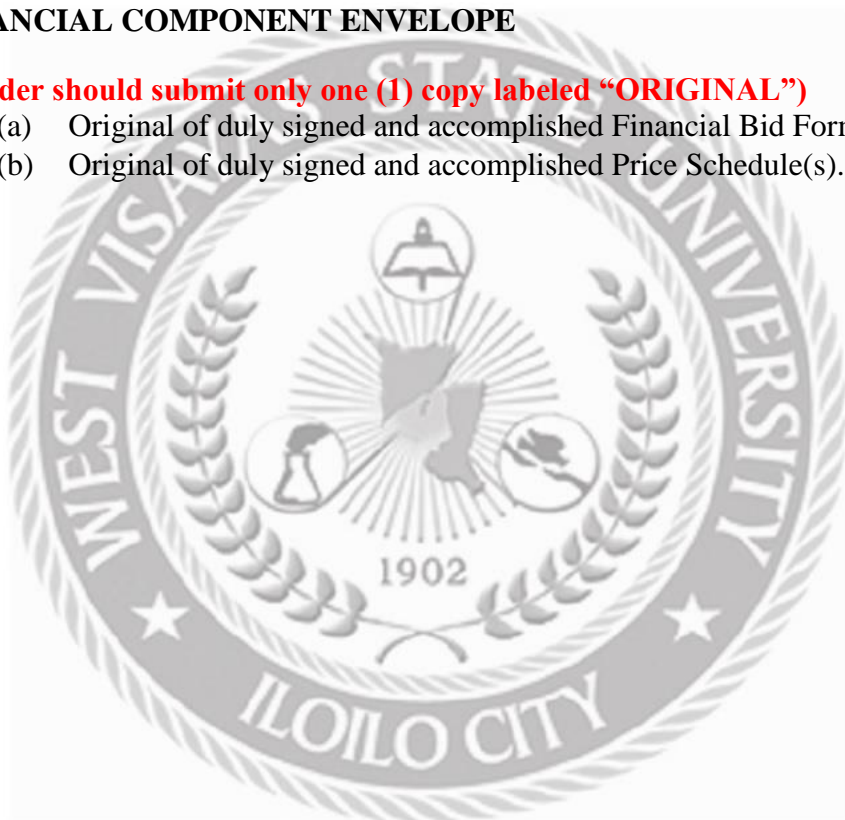 ANCIAL COMPONENT ENVELOPE
der should submit only one (1) copy labeled “ORIGINAL”)
(a) Original of duly signed and accomplished Financial Bid For
(b) Original of duly signed and accomplished Price Schedule(s).
WEST VISAYAS STATE UNIVERSITY
1902
ILOILO CITY